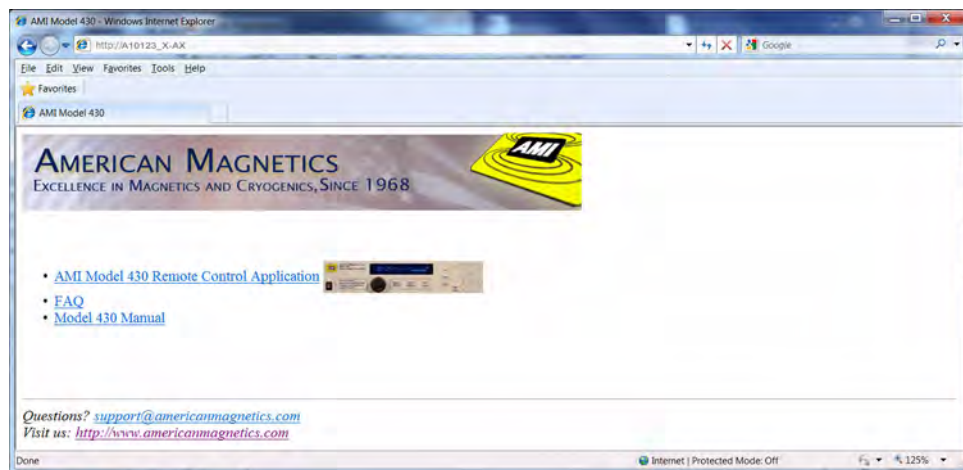 AMI Model 430 - Windows Internet Explorer
http://A10123_X-AX
Google
File Edit View Favorites Tools Help
Favorites
AMI Model 430
AMERICAN MAGNETICS
EXCELLENCE IN MAGNETICS AND CRYOGENICS, SINCE 1968
AMI
• AMI Model 430 Remote Control Application
• FAQ
• Model 430 Manual
Questions? support@americanmagnetics.com
Visit us: http://www.americanmagnetics.com
Done
Internet | Protected Mode: Off
125%